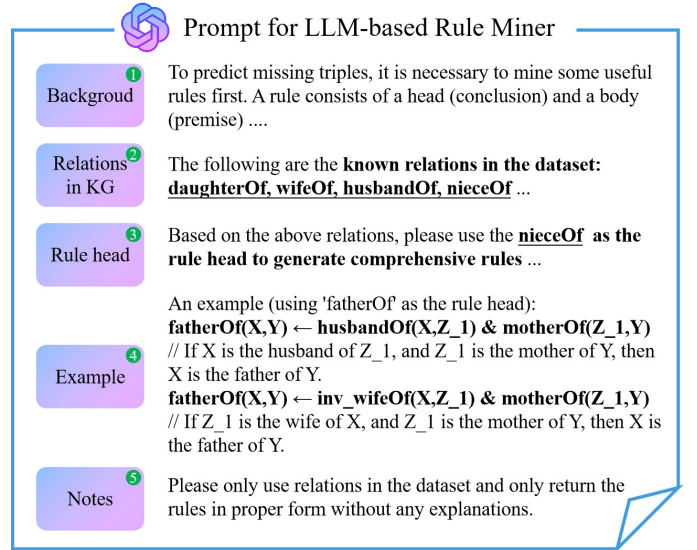 Prompt for LLM-based Rule Miner
Backgroud
1
To predict missing triples, it is necessary to mine some useful
rules first. A rule consists of a head (conclusion) and a body
(premise) ....
Relations
in KG
2
The following are the known relations in the dataset:
daughterOf, wifeOf, husbandOf, nieceOf ...
Rule head
3
Based on the above relations, please use the nieceOf as the
rule head to generate comprehensive rules ...
Example
4
An example (using 'fatherOf' as the rule head):
fatherOf(X,Y) ← husbandOf(X,Z_1) & motherOf(Z_1,Y)
// If X is the husband of Z_1, and Z_1 is the mother of Y, then
X is the father of Y.
fatherOf(X,Y) ← inv_wifeOf(X,Z_1) & motherOf(Z_1,Y)
// If Z_1 is the wife of X, and Z_1 is the mother of Y, then X is
the father of Y.
Notes
5
Please only use relations in the dataset and only return the
rules in proper form without any explanations.